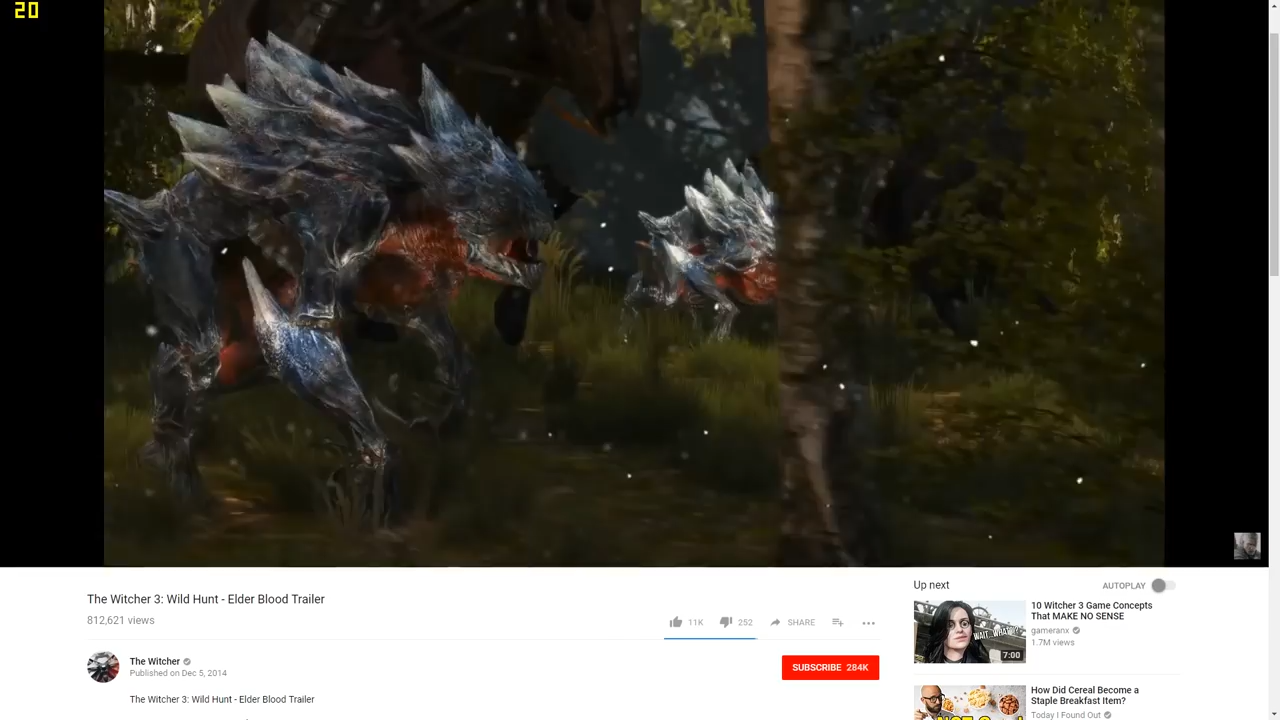 20
The Witcher 3: Wild Hunt - Elder Blood Trailer
812,621 views
11K 252 SHARE
The Witcher
Published on Dec 5, 2014
SUBSCRIBE 284K
The Witcher 3: Wild Hunt - Elder Blood Trailer
Up next AUTOPLAY
WAIT...WHAT?
7:00
10 Witcher 3 Game Concepts
That MAKE NO SENSE
gameranx
1.7M views
How Did Cereal Become a
Staple Breakfast Item?
Today I Found Out